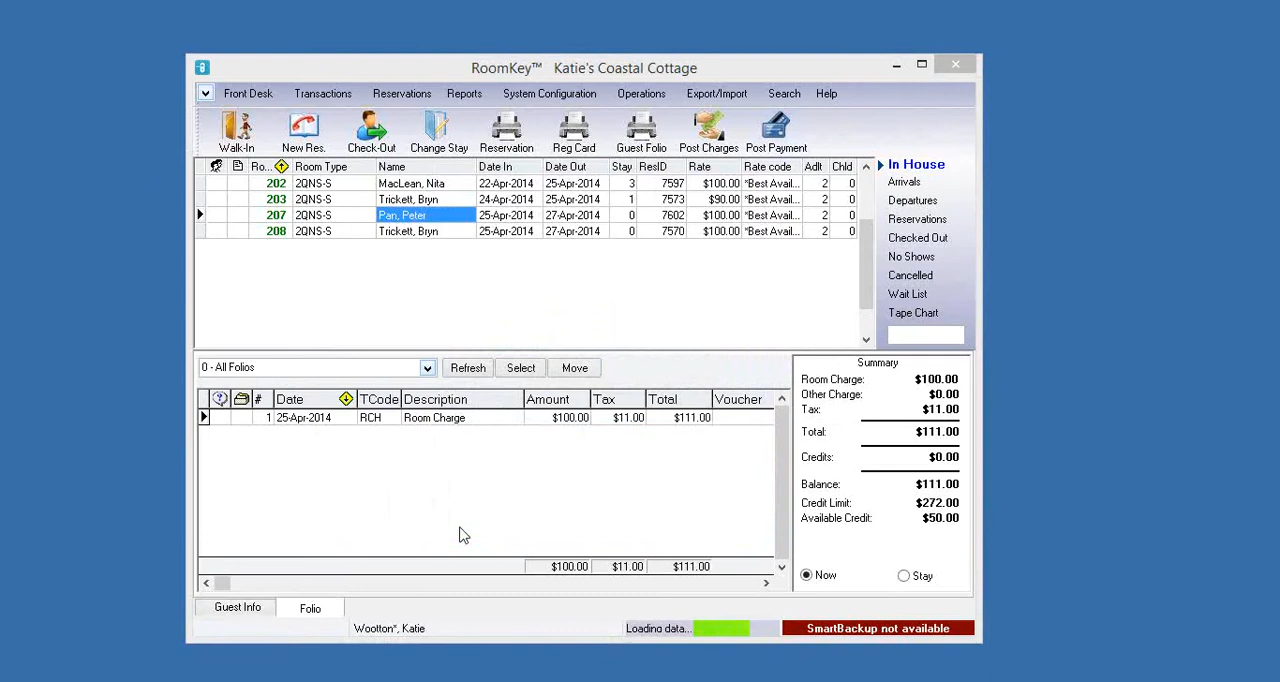 RoomKey™ Katie's Coastal Cottage
Front Desk Transactions Reservations Reports System Configuration Operations Export/Import Search Help
Walk-In New Res. Check-Out Change Stay Reservation Reg Card Guest Folio Post Charges Post Payment
Ro... Room Type Name Date In Date Out Stay ResID Rate Rate code Adlt Chld
202 2QNS-S MacLean, Nita 22-Apr-2014 25-Apr-2014 3 7597 $100.00 *Best Avail... 2 0
203 2QNS-S Trickett, Bryn 24-Apr-2014 25-Apr-2014 1 7573 $90.00 *Best Avail... 2 0
207 2QNS-S Pan, Peter 25-Apr-2014 27-Apr-2014 0 7602 $100.00 *Best Avail... 2 0
208 2QNS-S Trickett, Bryn 25-Apr-2014 27-Apr-2014 0 7570 $100.00 *Best Avail... 2 0
In House
Arrivals
Departures
Reservations
Checked Out
No Shows
Cancelled
Wait List
Tape Chart
0 - All Folios Refresh Select Move
# Date TCode Description Amount Tax Total Voucher
1 25-Apr-2014 RCH Room Charge $100.00 $11.00 $111.00
$100.00 $11.00 $111.00
Summary
Room Charge: $100.00
Other Charge: $0.00
Tax: $11.00
Total: $111.00
Credits: $0.00
Balance: $111.00
Credit Limit: $272.00
Available Credit: $50.00
Now Stay
Guest Info Folio
Wootton*, Katie Loading data... SmartBackup not available